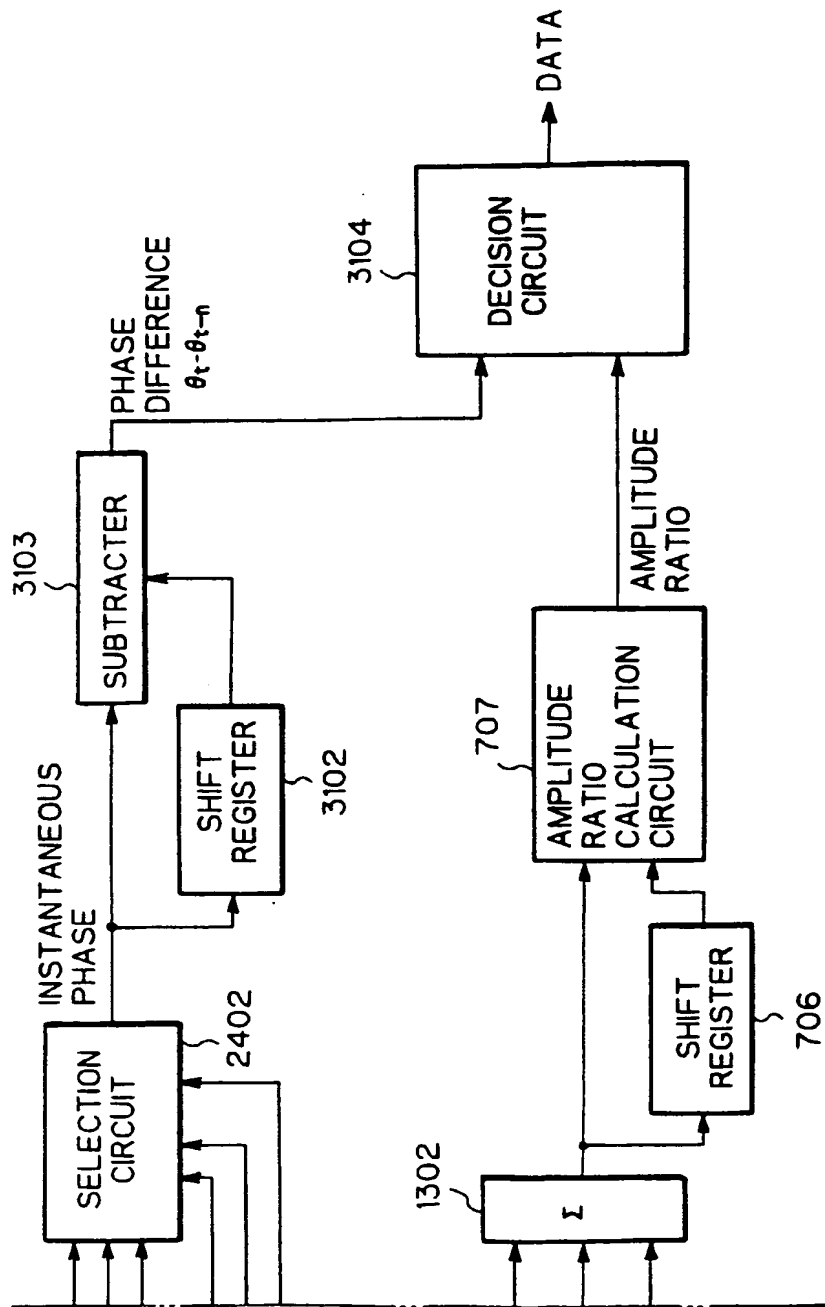 SELECTION
CIRCUIT
2402
INSTANTANEOUS
PHASE
SHIFT
REGISTER
3102
SUBTRACTER
3103
PHASE
DIFFERENCE
θt-θt-n
1302
Σ
SHIFT
REGISTER
706
AMPLITUDE
RATIO
CALCULATION
CIRCUIT
707
AMPLITUDE
RATIO
DECISION
CIRCUIT
3104
DATA